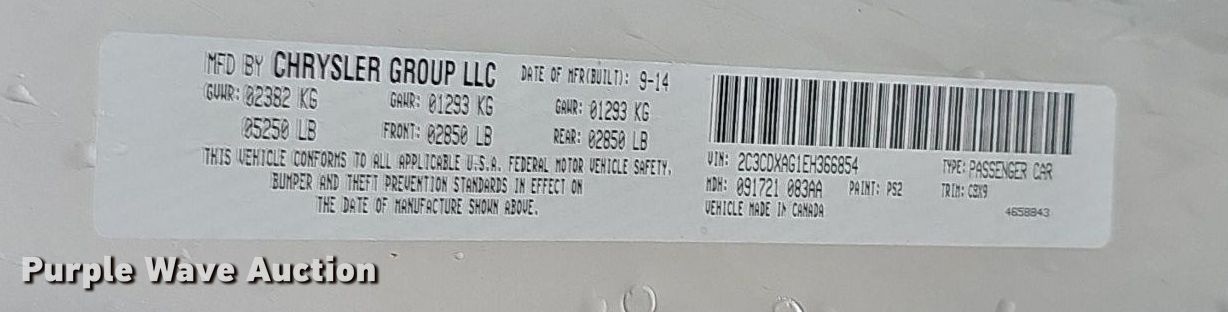 MFD BY CHRYSLER GROUP LLC DATE OF MFR(BUILT): 9-14
GVWR: 02382 KG GAWR: 01293 KG GAWR: 01293 KG
05250 LB FRONT: 02850 LB REAR: 02850 LB
THIS VEHICLE CONFORMS TO ALL APPLICABLE U.S.A. FEDERAL MOTOR VEHICLE SAFETY,
BUMPER AND THEFT PREVENTION STANDARDS IN EFFECT ON
THE DATE OF MANUFACTURE SHOWN ABOVE.
VIN: 2C3CDXAG1EH366854 TYPE: PASSENGER CAR
MDH: 091721 083AA PAINT: PS2 TRIM: C8X9
VEHICLE MADE IN CANADA 4658843
Purple Wave Auction